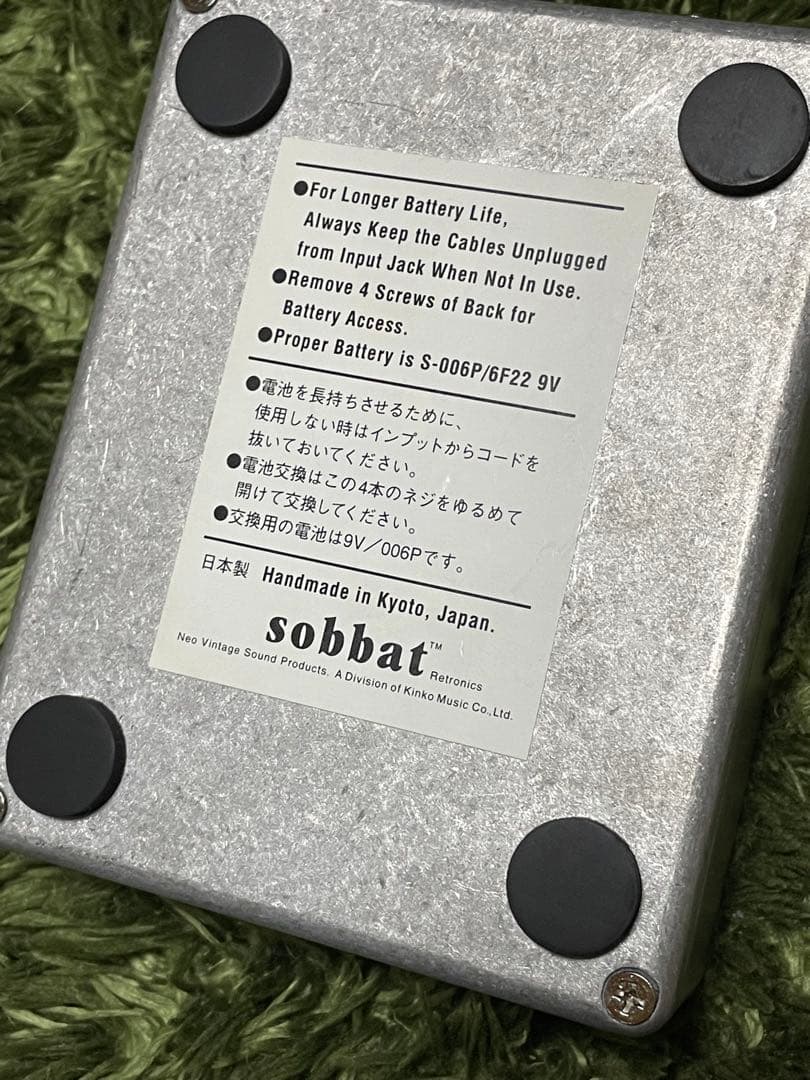 ●For Longer Battery Life,
Always Keep the Cables Unplugged
from Input Jack When Not In Use.
●Remove 4 Screws of Back for
Battery Access.
●Proper Battery is S-006P/6F22 9V
●電池を長持ちさせるために、
使用しない時はインプットからコードを
抜いておいてください。
●電池交換はこの4本のネジをゆるめて
開けて交換してください。
●交換用の電池は9V／006Pです。
日本製 Handmade in Kyoto, Japan.
sobbat™ Retronics
Neo Vintage Sound Products. A Division of Kinko Music Co.,Ltd.